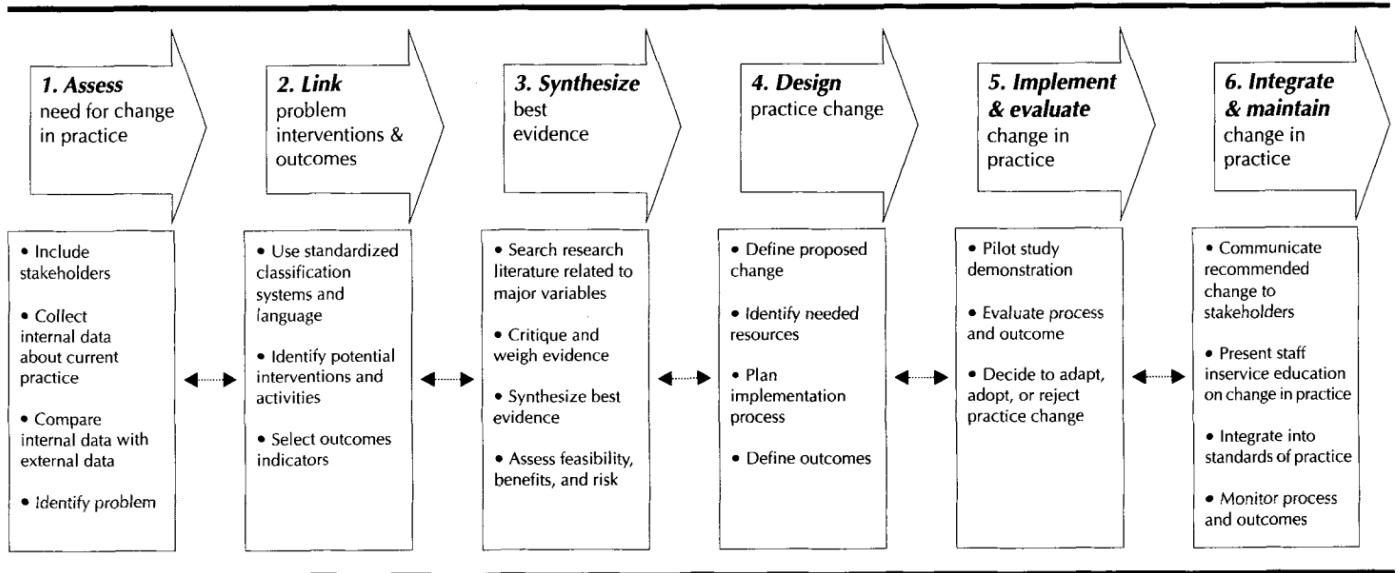 1. Assess
need for change
in practice
2. Link
problem
interventions &
outcomes
3. Synthesize
best
evidence
4. Design
practice change
5. Implement
& evaluate
change in
practice
6. Integrate
& maintain
change in
practice
• Include
stakeholders
• Collect
internal data
about current
practice
• Compare
internal data with
external data
• Identify problem
• Use standardized
classification
systems and
language
• Identify potential
interventions and
activities
• Select outcomes
indicators
• Search research
literature related to
major variables
• Critique and
weigh evidence
• Synthesize best
evidence
• Assess feasibility,
benefits, and risk
• Define proposed
change
• Identify needed
resources
• Plan
implementation
process
• Define outcomes
• Pilot study
demonstration
• Evaluate process
and outcome
• Decide to adapt,
adopt, or reject
practice change
• Communicate
recommended
change to
stakeholders
• Present staff
inservice education
on change in practice
• Integrate into
standards of practice
• Monitor process
and outcomes